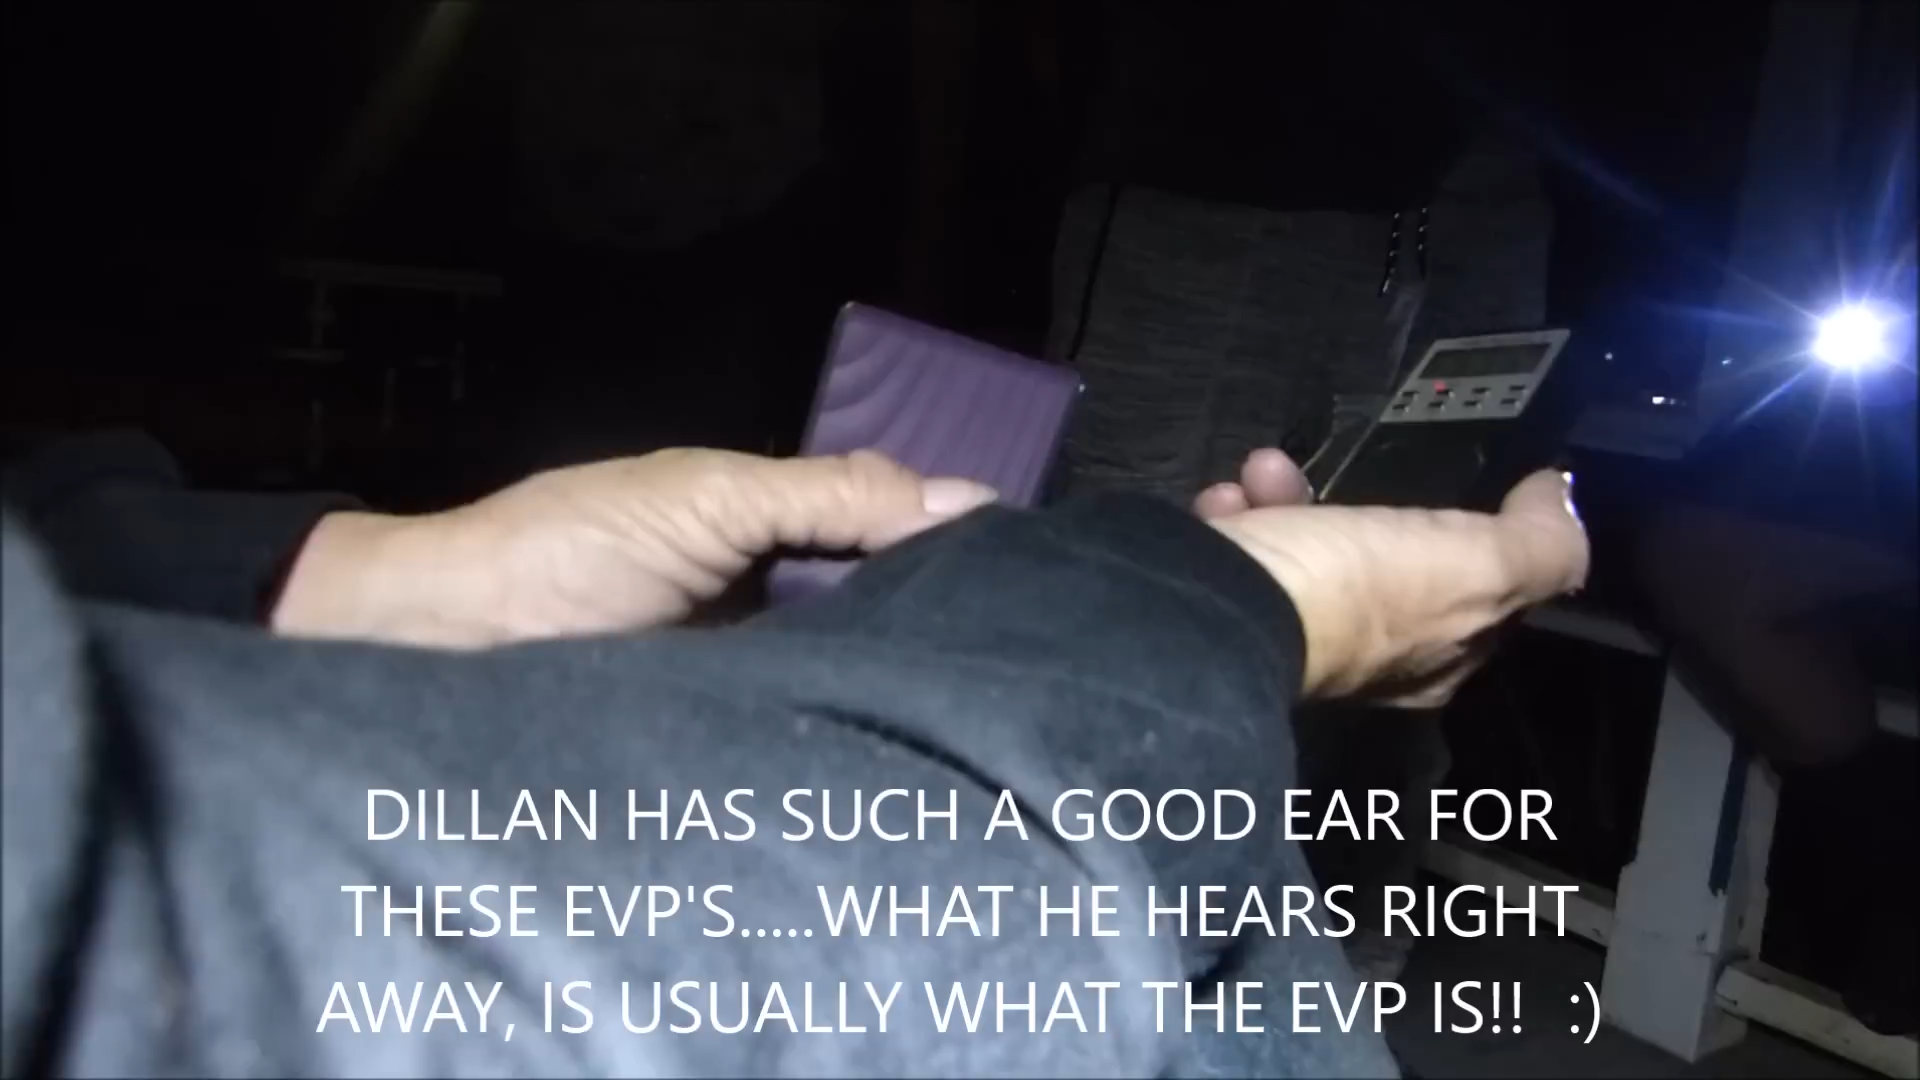 DILLAN HAS SUCH A GOOD EAR FOR
THESE EVP'S.....WHAT HE HEARS RIGHT
AWAY, IS USUALLY WHAT THE EVP IS!!  :)